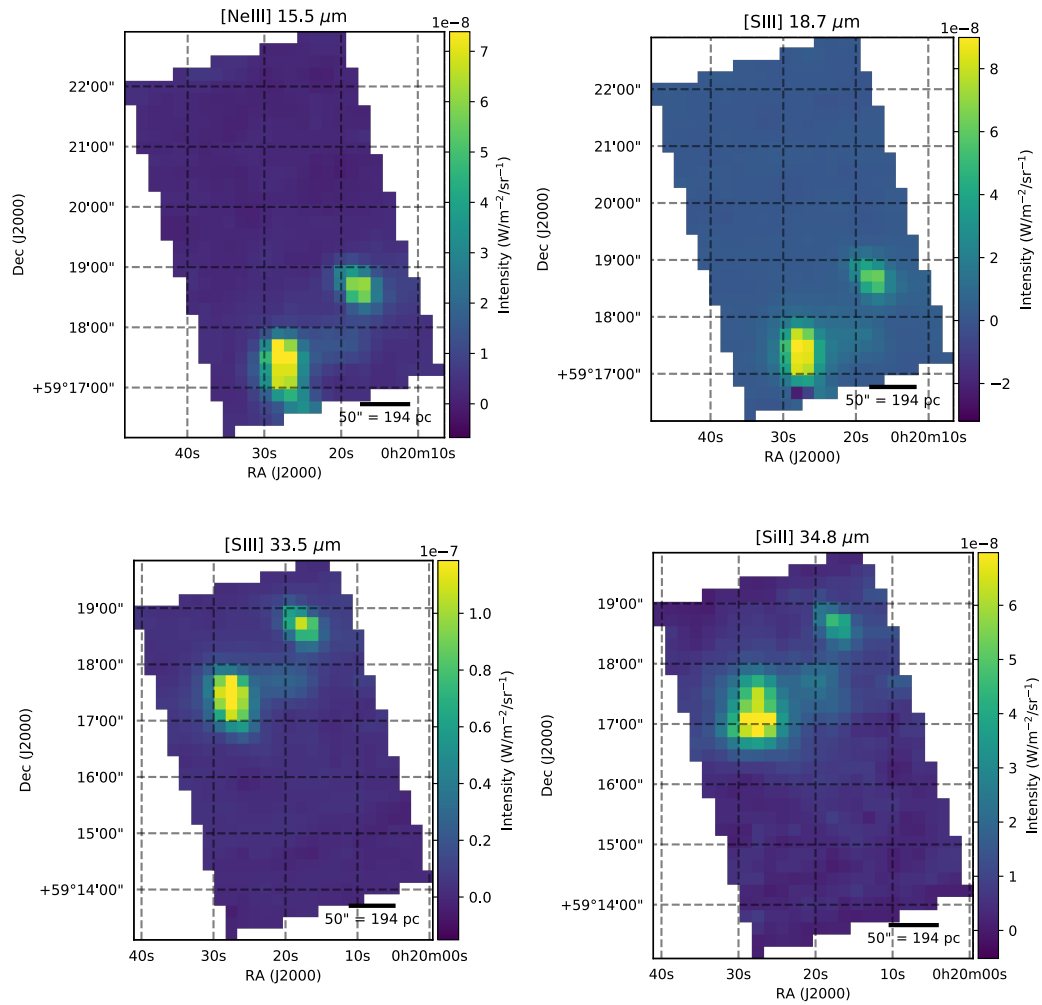 [NeIII] 15.5 μm
1e−8
22'00"
21'00"
20'00"
19'00"
18'00"
+59°17'00"
Dec (J2000)
40s 30s 20s 0h20m10s
RA (J2000)
50" = 194 pc
7
6
5
4
3
2
1
0
Intensity (W/m⁻²/sr⁻¹)
[SIII] 18.7 μm
1e−8
22'00"
21'00"
20'00"
19'00"
18'00"
+59°17'00"
Dec (J2000)
40s 30s 20s 0h20m10s
RA (J2000)
50" = 194 pc
8
6
4
2
0
−2
Intensity (W/m⁻²/sr⁻¹)
[SIII] 33.5 μm
1e−7
19'00"
18'00"
17'00"
16'00"
15'00"
+59°14'00"
Dec (J2000)
40s 30s 20s 10s 0h20m00s
RA (J2000)
50" = 194 pc
1.0
0.8
0.6
0.4
0.2
0.0
Intensity (W/m⁻²/sr⁻¹)
[SiII] 34.8 μm
1e−8
19'00"
18'00"
17'00"
16'00"
15'00"
+59°14'00"
Dec (J2000)
40s 30s 20s 10s 0h20m00s
RA (J2000)
50" = 194 pc
6
5
4
3
2
1
0
Intensity (W/m⁻²/sr⁻¹)